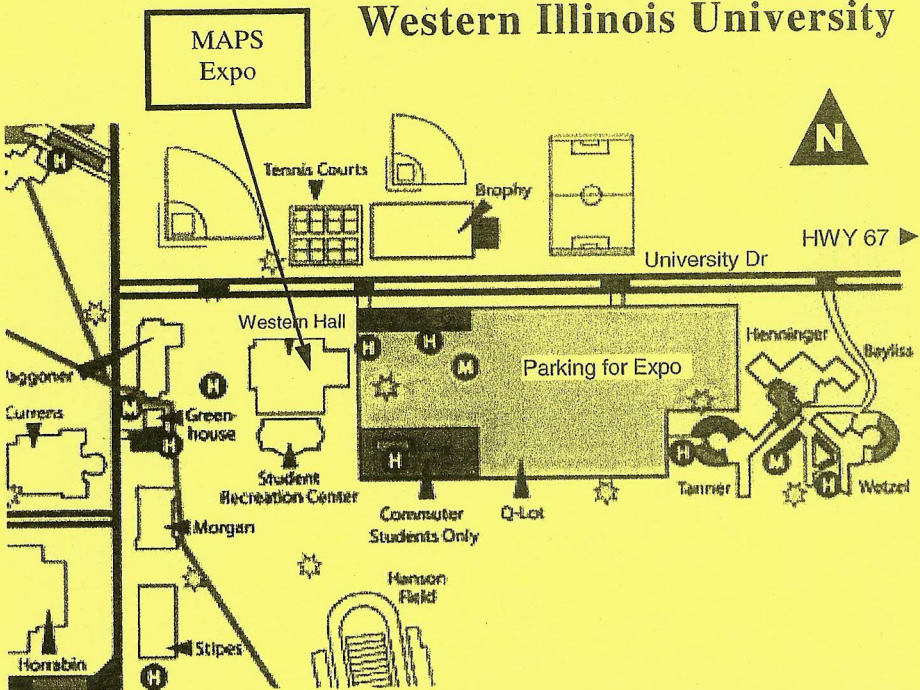 Western Illinois University
MAPS
Expo
N
H
Tennis Courts
Brophy
HWY 67
University Dr
Western Hall
Henninger
Bayliss
H
H
M
Parking for Expo
aggoner
H
M
Green-
house
H
Currens
H
H
M
H
Tanner
Wetzel
Student
Recreation Center
Commuter
Students Only
Q-Lot
Morgan
Hanson
Field
Stipes
Horrabin
H